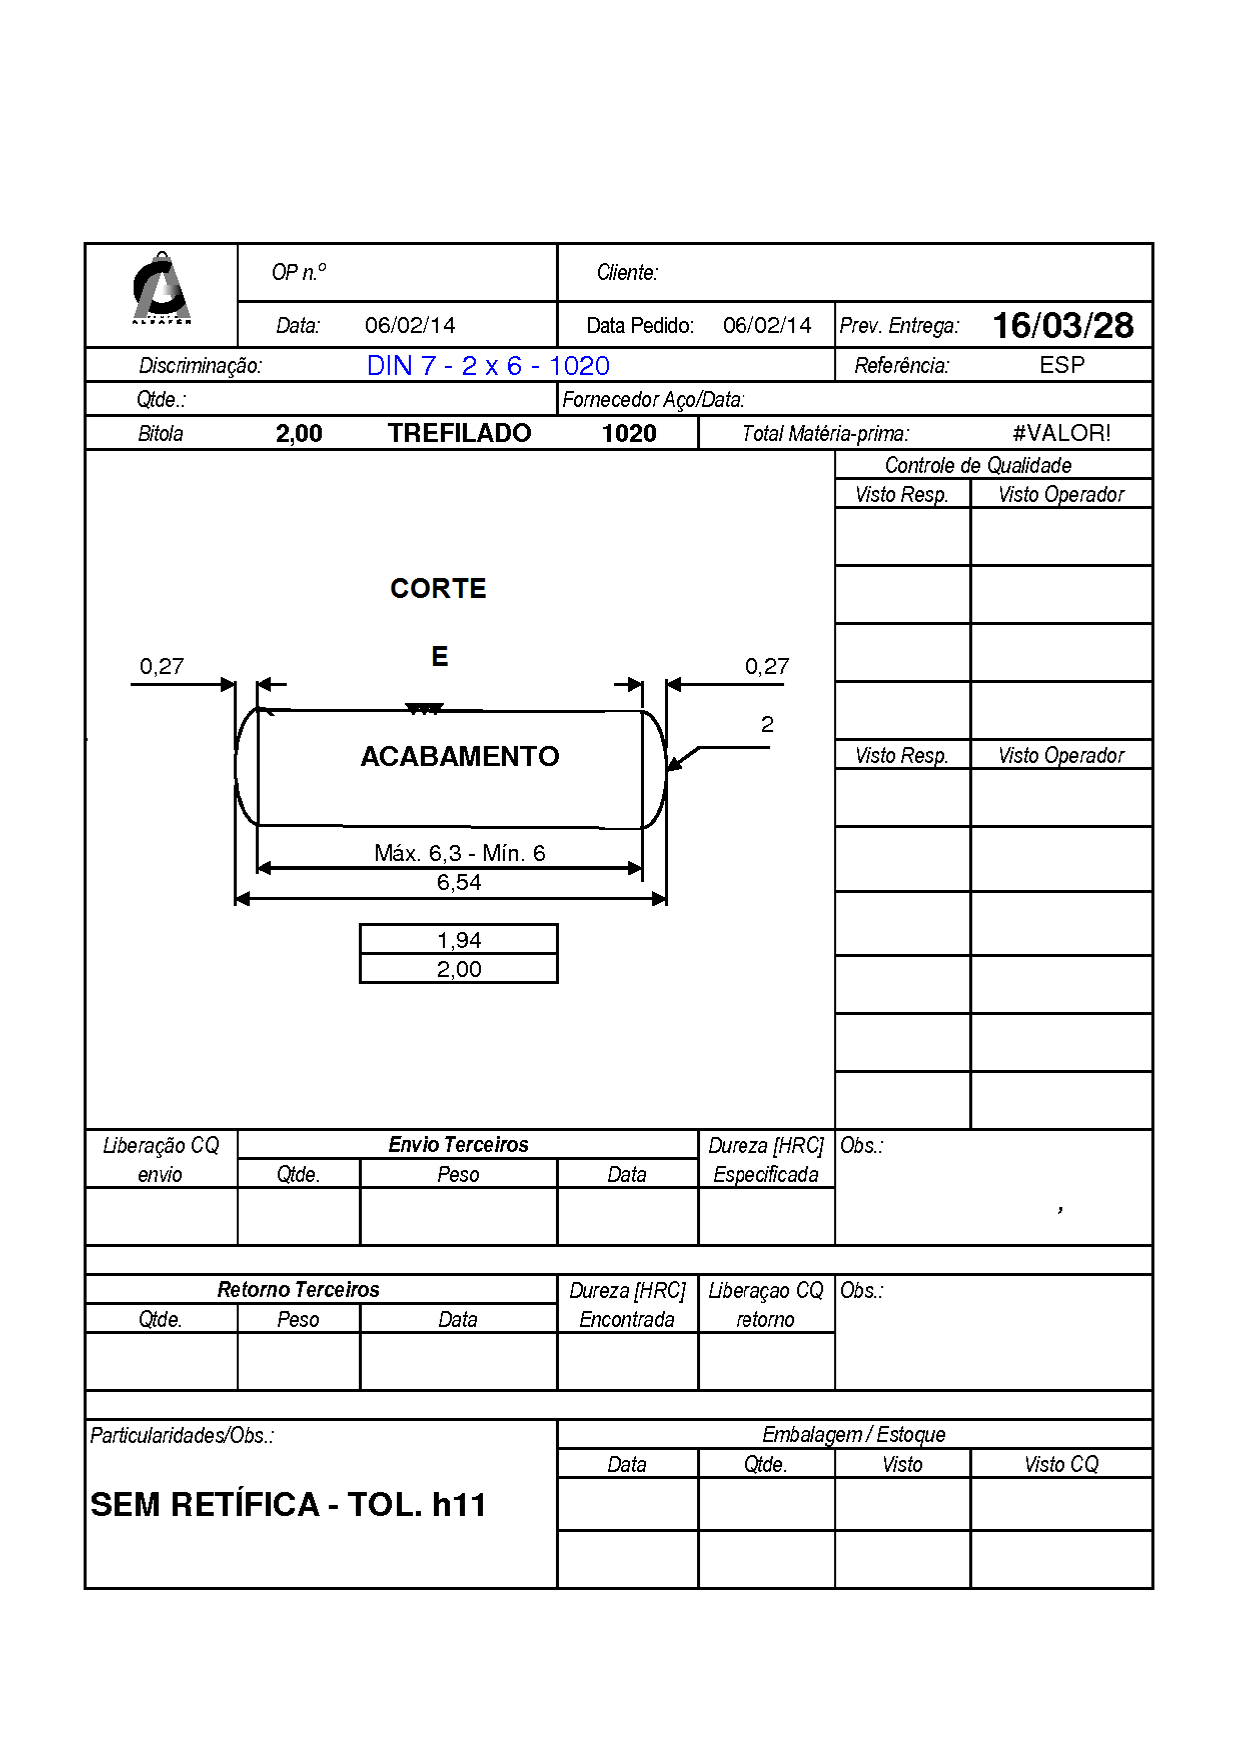 ALBAFER
OP n.º Cliente:
Data: 06/02/14 Data Pedido: 06/02/14 Prev. Entrega: 16/03/28
Discriminação: DIN 7 - 2 x 6 - 1020 Referência: ESP
Qtde.: Fornecedor Aço/Data:
Bitola 2,00 TREFILADO 1020 Total Matéria-prima: #VALOR!
Controle de Qualidade
Visto Resp. Visto Operador
CORTE
E
0,27 0,27
2
ACABAMENTO
Visto Resp. Visto Operador
Máx. 6,3 - Mín. 6
6,54
1,94
2,00
Liberação CQ envio Envio Terceiros Dureza [HRC] Especificada Obs.:
Qtde. Peso Data
,
Retorno Terceiros Dureza [HRC] Encontrada Liberaçao CQ retorno Obs.:
Qtde. Peso Data
Particularidades/Obs.: Embalagem / Estoque
Data Qtde. Visto Visto CQ
SEM RETÍFICA - TOL. h11